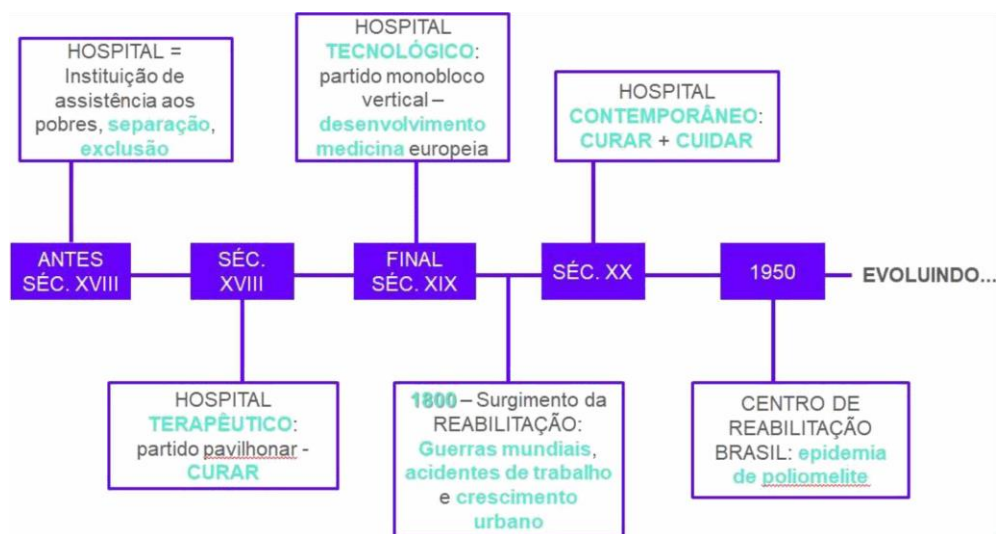 HOSPITAL =
Instituição de
assistência aos
pobres, separação,
exclusão
HOSPITAL
TECNOLÓGICO:
partido monobloco
vertical – 
desenvolvimento
medicina europeia
HOSPITAL
CONTEMPORÂNEO:
CURAR + CUIDAR
ANTES
SÉC. XVIII
SÉC.
XVIII
FINAL
SÉC. XIX
SÉC. XX
1950
EVOLUINDO...
HOSPITAL
TERAPÊUTICO:
partido pavilhonar -
CURAR
1800 – Surgimento da
REABILITAÇÃO:
Guerras mundiais,
acidentes de trabalho
e crescimento
urbano
CENTRO DE
REABILITAÇÃO
BRASIL: epidemia
de poliomelite